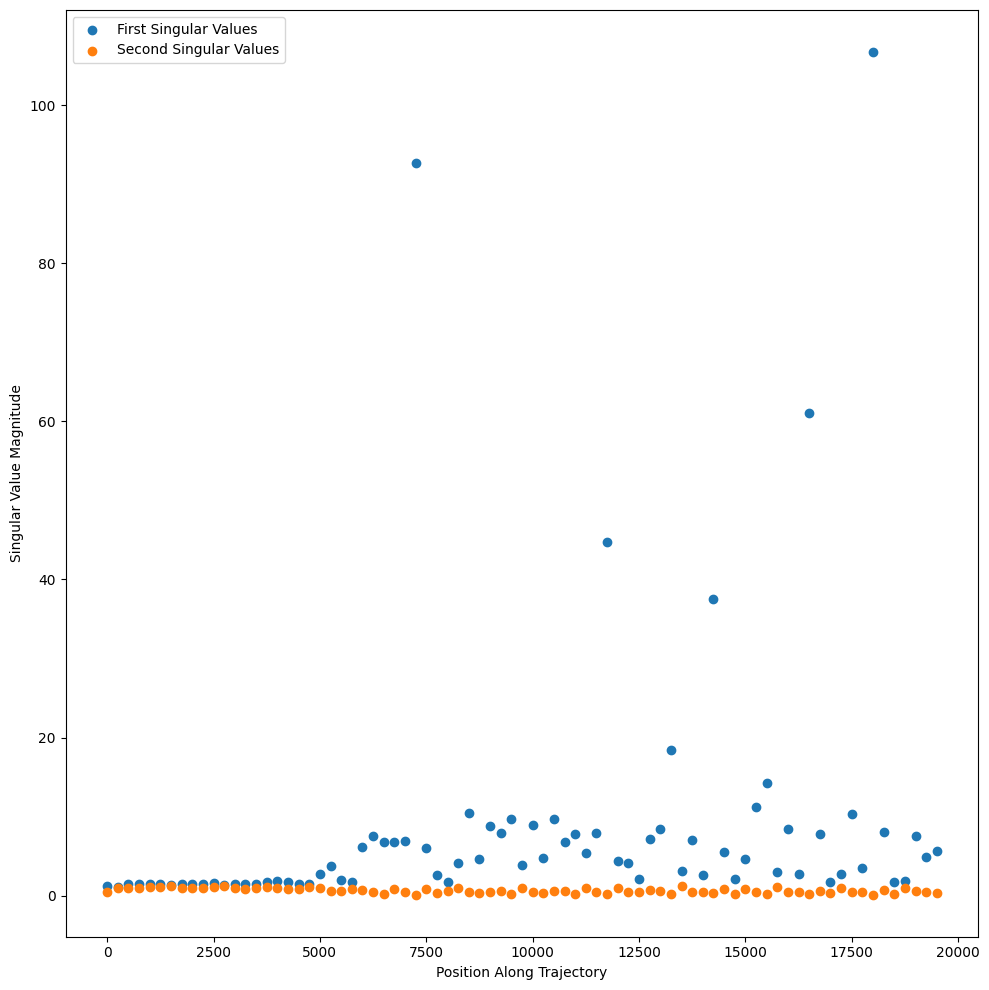 First Singular Values
Second Singular Values
100
80
60
40
20
0
Singular Value Magnitude
0 2500 5000 7500 10000 12500 15000 17500 20000
Position Along Trajectory